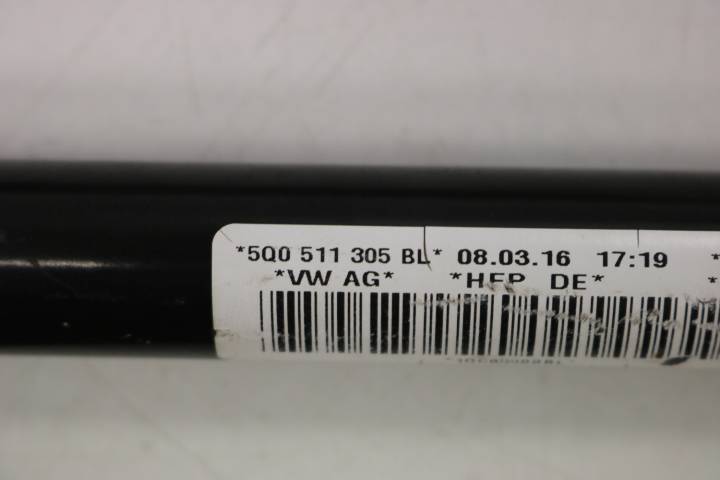 *5Q0 511 305 BL* 08.03.16 17:19 *
*VW AG* *HEP DE* *